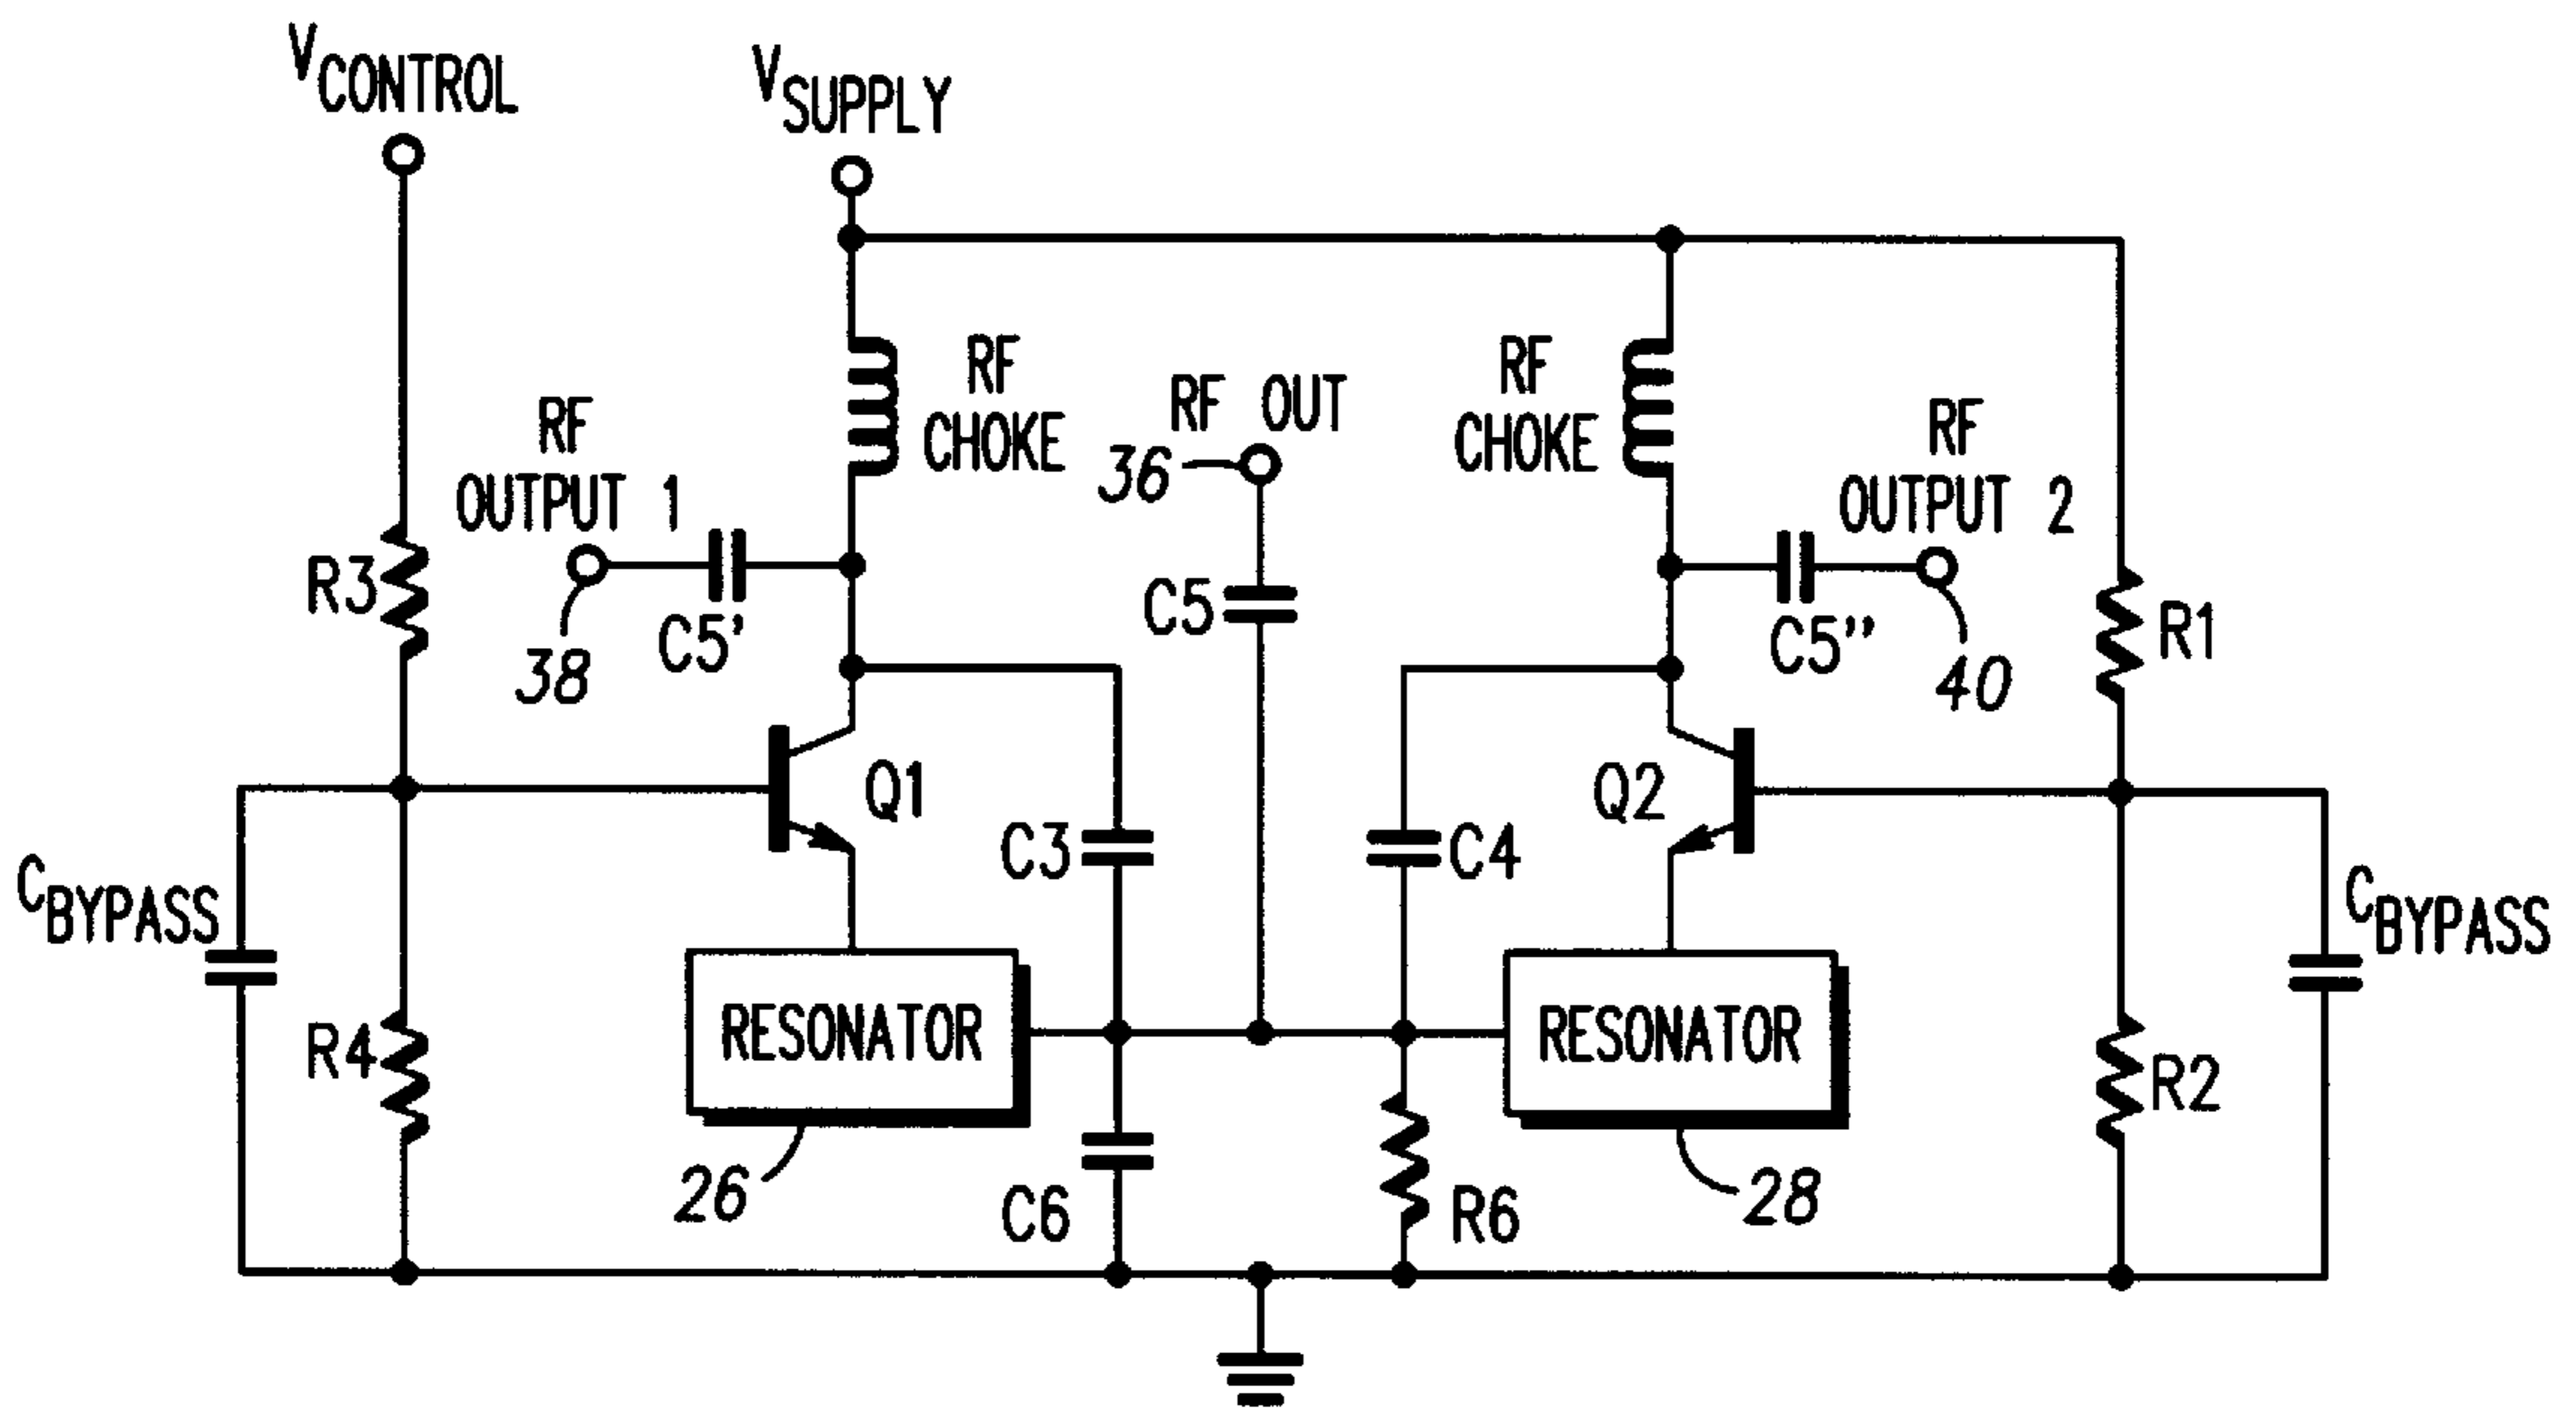 VCONTROL
VSUPPLY
RF
OUTPUT 1
RF
CHOKE
RF OUT
RF
CHOKE
RF
OUTPUT 2
36
R3
C5'
38
C5
C5"
40
R1
Q1
Q2
C3
C4
CBYPASS
CBYPASS
R4
RESONATOR
RESONATOR
R2
26
C6
R6
28